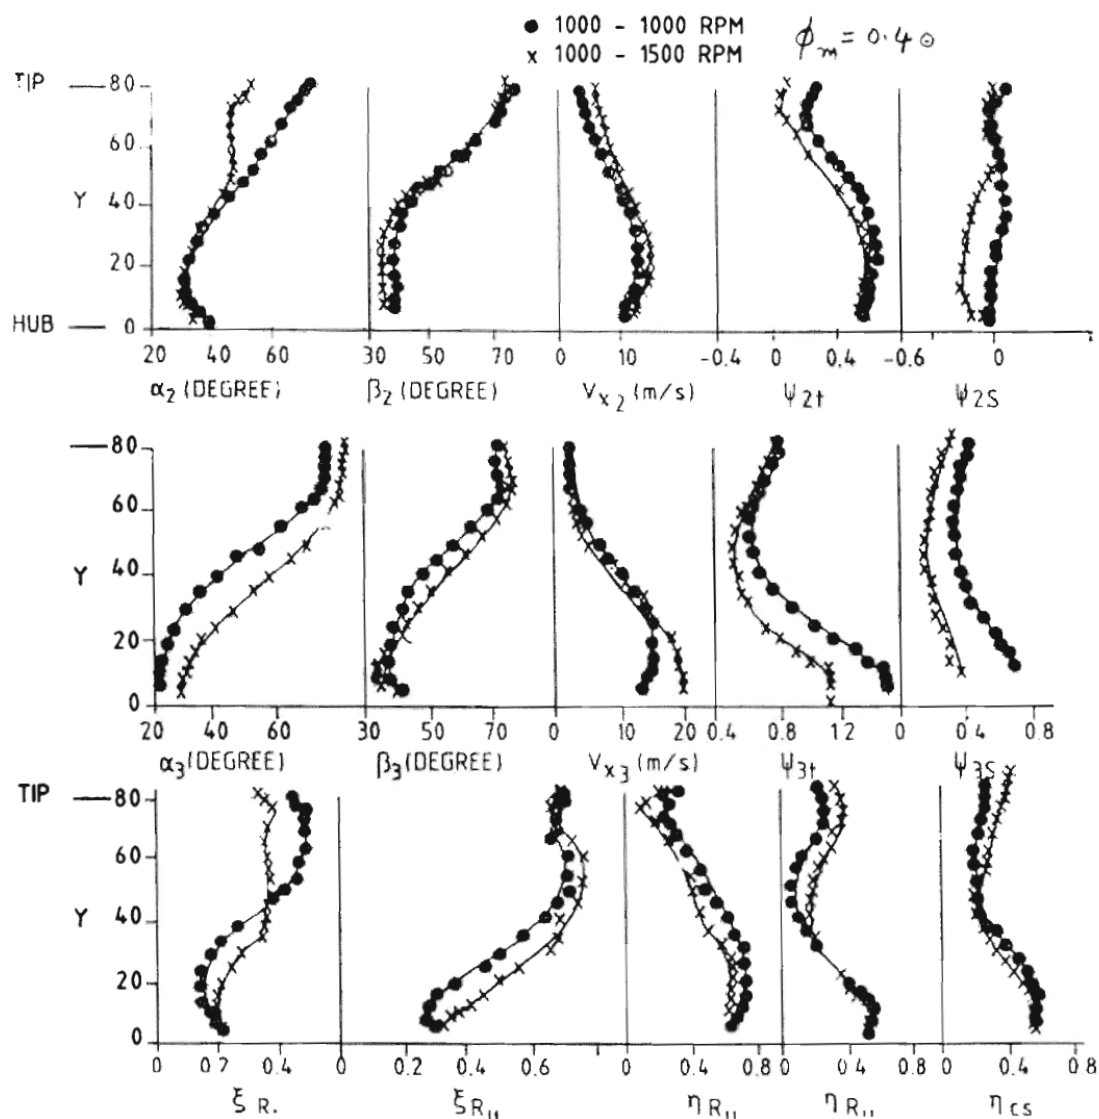 ● 1000 - 1000 RPM
x 1000 - 1500 RPM
ϕm = 0.40
TIP
80
60
Y 40
20
HUB
0
20 40 60
30 50 70
0 10
-0.4 0 0.4
-0.6 0
α2 (DEGREE)
β2 (DEGREE)
Vx2 (m/s)
ψ2t
ψ2S
80
60
Y 40
20
0
20 60
30 50 70
0 10 20
0.4 0.8 1.2
0 0.4 0.8
α3 (DEGREE)
β3 (DEGREE)
Vx3 (m/s)
ψ3t
ψ3S
TIP
80
60
Y 40
20
0
0 0.2 0.4
0 0.2 0.4 0.6
0 0.4 0.8
0 0.4 0.8
0 0.4 0.8
ξR
ξRII
ηRII
ηCS